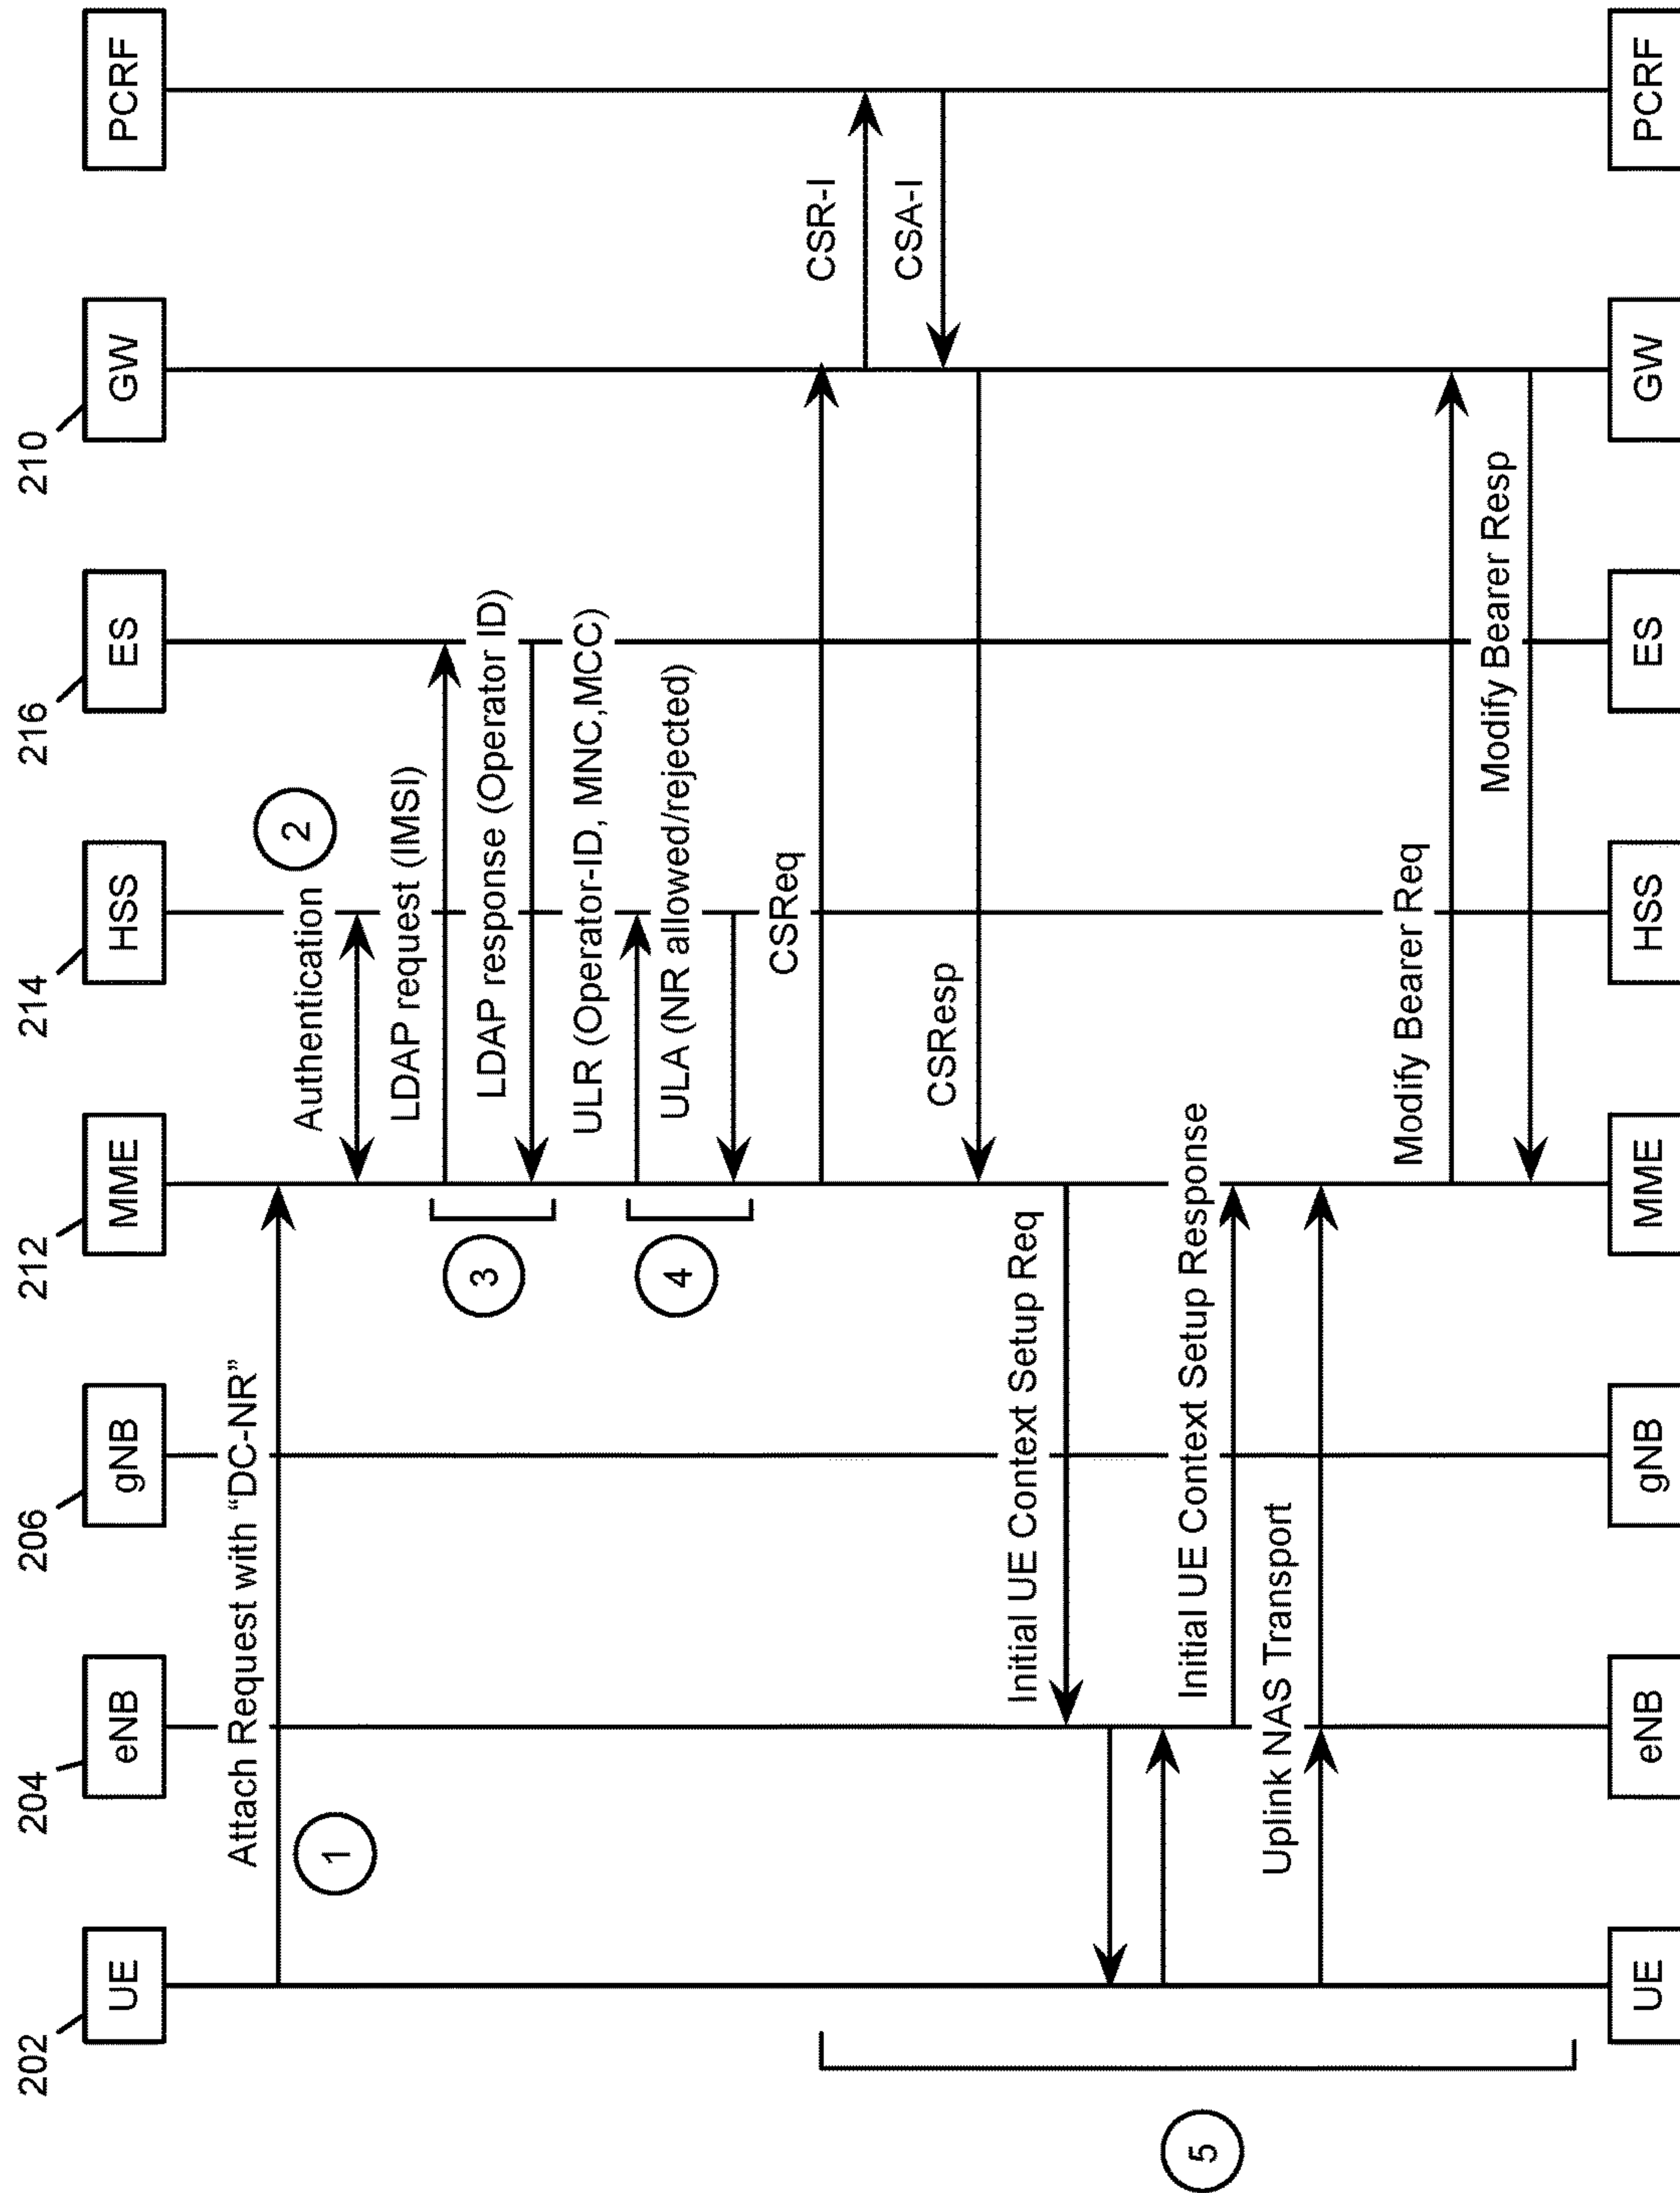 202
204
206
212
214
216
210
UE
eNB
gNB
MME
HSS
ES
GW
PCRF
Attach Request with “DC-NR”
1
Authentication
2
LDAP request (IMSI)
3
LDAP response (Operator ID)
ULR (Operator-ID, MNC,MCC)
4
ULA (NR allowed/rejected)
CSReq
CSR-I
CSA-I
CSResp
Initial UE Context Setup Req
Initial UE Context Setup Response
5
Uplink NAS Transport
Modify Bearer Req
Modify Bearer Resp
UE
eNB
gNB
MME
HSS
ES
GW
PCRF